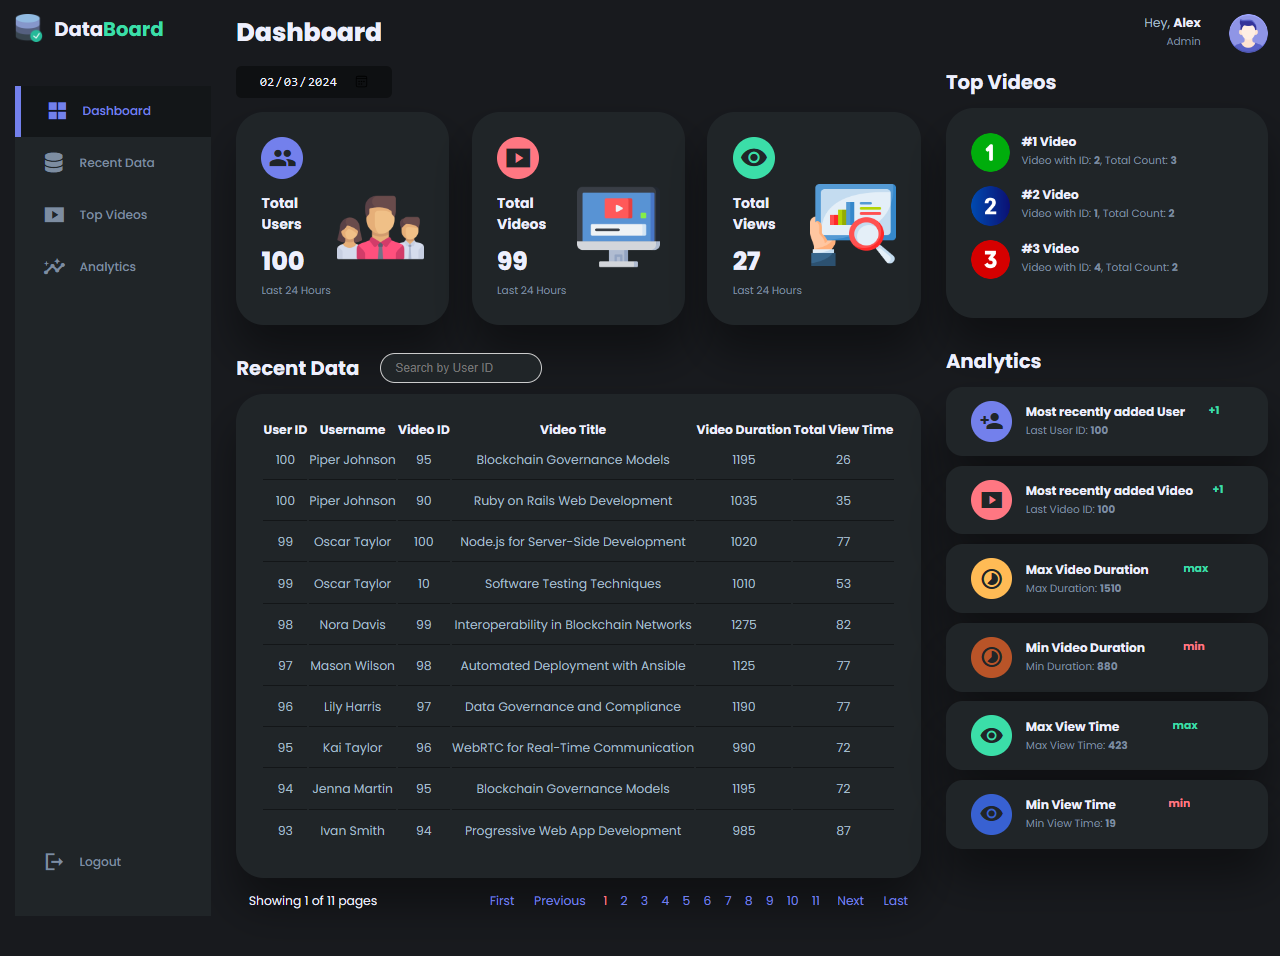 DataBoard
Dashboard
Recent Data
Top Videos
Analytics
Logout
Dashboard
02/03/2024
Hey, Alex
Admin
Total
Users
100
Last 24 Hours
Total
Videos
99
Last 24 Hours
Total
Views
27
Last 24 Hours
Recent Data
Search by User ID
User ID Username Video ID Video Title Video Duration Total View Time
100 Piper Johnson 95 Blockchain Governance Models 1195 26
100 Piper Johnson 90 Ruby on Rails Web Development 1035 35
99 Oscar Taylor 100 Node.js for Server-Side Development 1020 77
99 Oscar Taylor 10 Software Testing Techniques 1010 53
98 Nora Davis 99 Interoperability in Blockchain Networks 1275 82
97 Mason Wilson 98 Automated Deployment with Ansible 1125 77
96 Lily Harris 97 Data Governance and Compliance 1190 77
95 Kai Taylor 96 WebRTC for Real-Time Communication 990 72
94 Jenna Martin 95 Blockchain Governance Models 1195 72
93 Ivan Smith 94 Progressive Web App Development 985 87
Showing 1 of 11 pages
First Previous 1 2 3 4 5 6 7 8 9 10 11 Next Last
Top Videos
1
#1 Video
Video with ID: 2, Total Count: 3
2
#2 Video
Video with ID: 1, Total Count: 2
3
#3 Video
Video with ID: 4, Total Count: 2
Analytics
Most recently added User +1
Last User ID: 100
Most recently added Video +1
Last Video ID: 100
Max Video Duration max
Max Duration: 1510
Min Video Duration min
Min Duration: 880
Max View Time max
Max View Time: 423
Min View Time min
Min View Time: 19